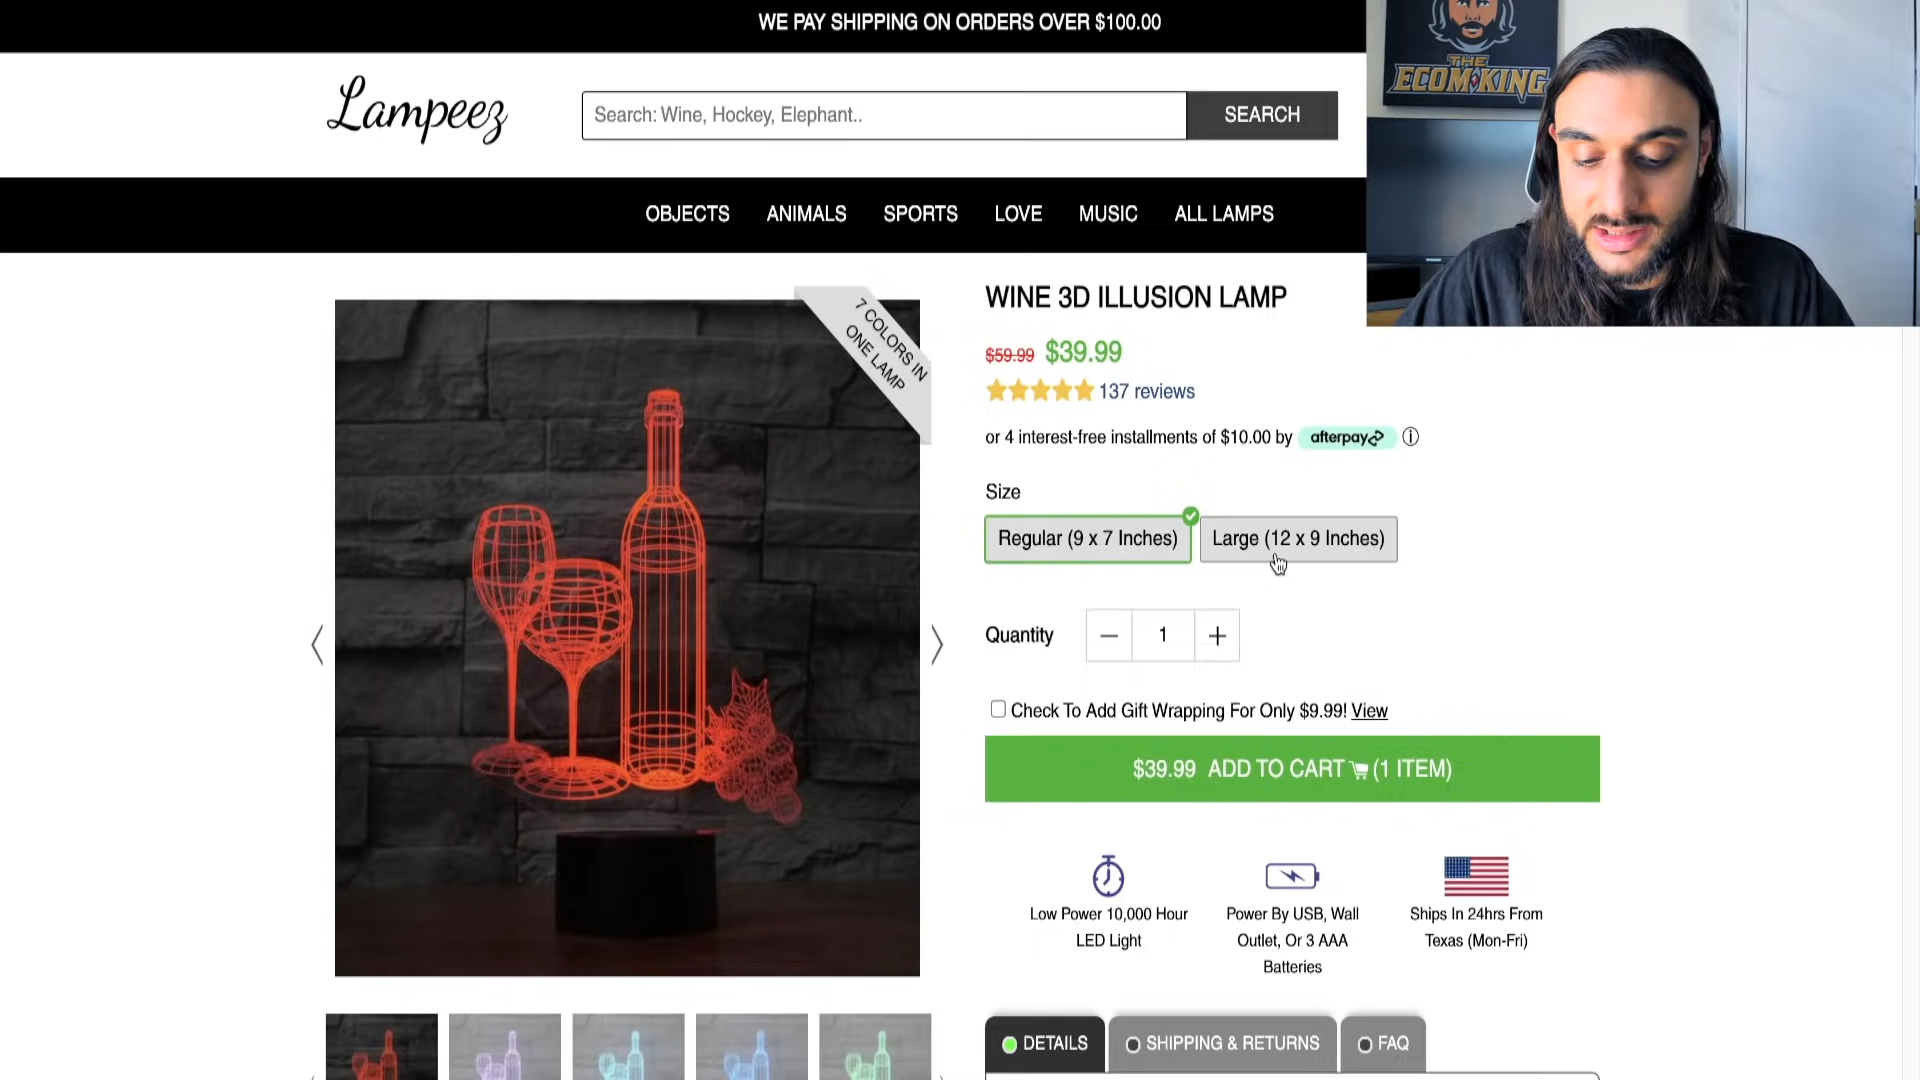 WE PAY SHIPPING ON ORDERS OVER $100.00
THE
ECOM KING
Lampeez
Search: Wine, Hockey, Elephant..
SEARCH
OBJECTS ANIMALS SPORTS LOVE MUSIC ALL LAMPS
7 COLORS IN
ONE LAMP
WINE 3D ILLUSION LAMP
$59.99 $39.99
137 reviews
or 4 interest-free installments of $10.00 by afterpay
Size
Regular (9 x 7 Inches) Large (12 x 9 Inches)
Quantity 1
Check To Add Gift Wrapping For Only $9.99! View
$39.99 ADD TO CART (1 ITEM)
Low Power 10,000 Hour
LED Light
Power By USB, Wall
Outlet, Or 3 AAA
Batteries
Ships In 24hrs From
Texas (Mon-Fri)
DETAILS SHIPPING & RETURNS FAQ